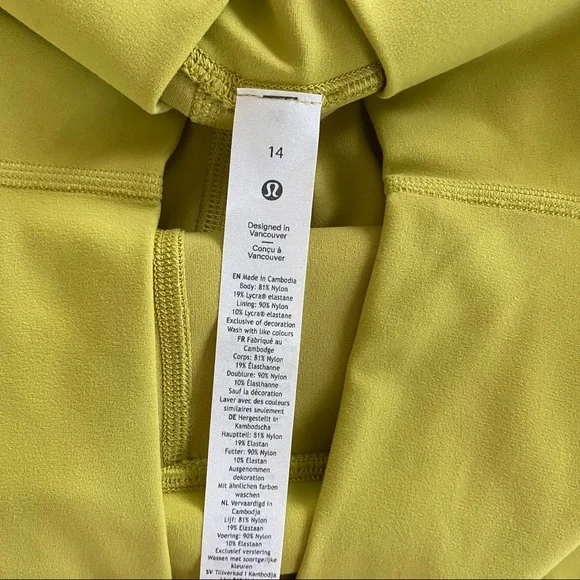 14
Designed in
Vancouver
Conçu à
Vancouver
EN Made in Cambodia
Body: 81% Nylon
19% Lycra® elastane
Lining: 90% Nylon
10% Lycra® elastane
Exclusive of decoration
Wash with like colours
FR Fabriqué au
Cambodge
Corps: 81% Nylon
19% Élasthanne
Doublure: 90% Nylon
10% Élasthanne
Sauf la décoration
Laver avec des couleurs
similaires seulement
DE Hergestellt in
Kambodscha
Hauptteil: 81% Nylon
19% Elastan
Futter: 90% Nylon
10% Elastan
Ausgenommen
dekoration
Mit ähnlichen farben
waschen
NL Vervaardigd in
Cambodja
Lijf: 81% Nylon
19% Elastaan
Voering: 90% Nylon
10% Elastaan
Exclusief versiering
Wassen met soortgelijke
kleuren
SV Tillverkad i Kambodja